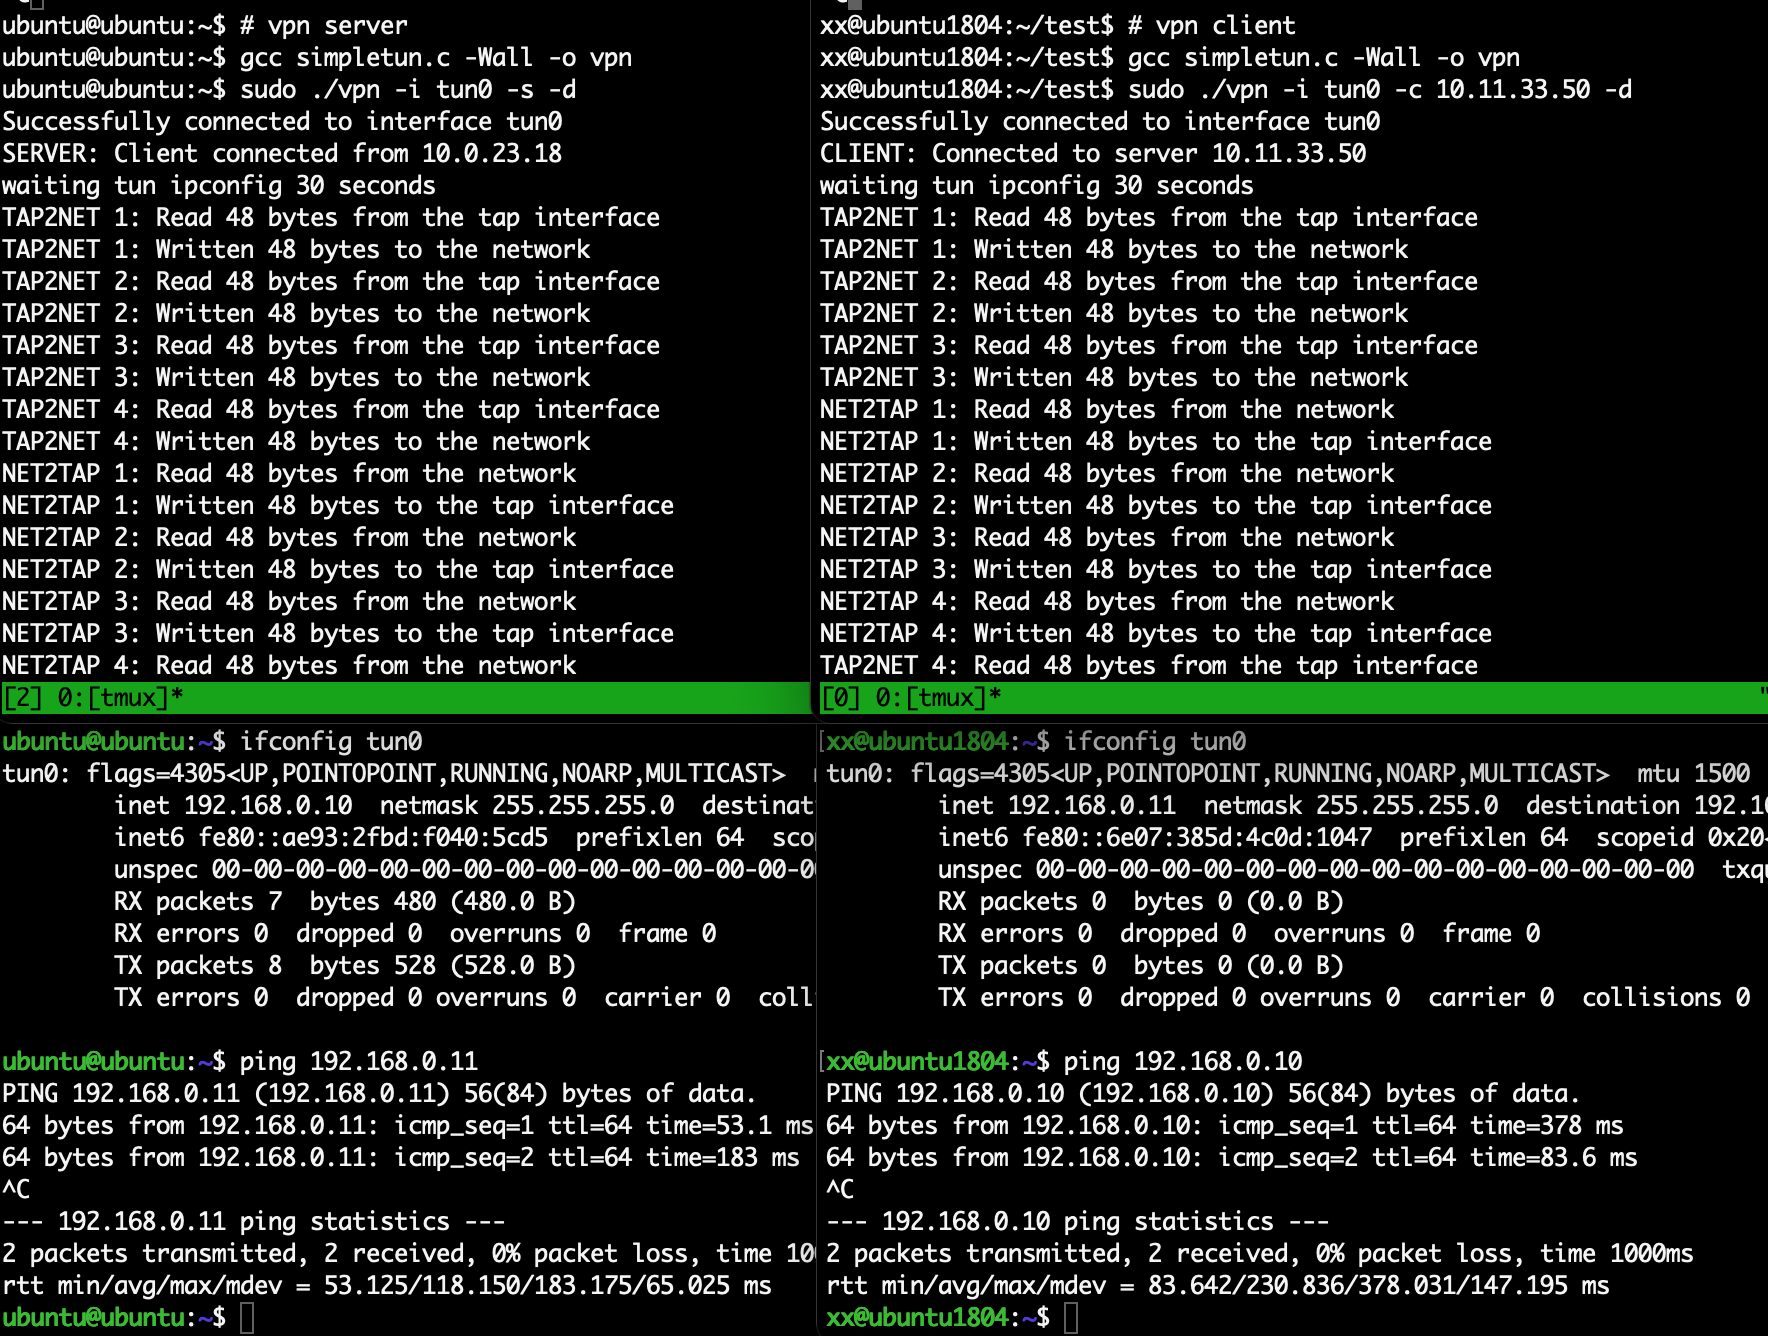 ubuntu@ubuntu:~$ # vpn server
ubuntu@ubuntu:~$ gcc simpletun.c -Wall -o vpn
ubuntu@ubuntu:~$ sudo ./vpn -i tun0 -s -d
Successfully connected to interface tun0
SERVER: Client connected from 10.0.23.18
waiting tun ipconfig 30 seconds
TAP2NET 1: Read 48 bytes from the tap interface
TAP2NET 1: Written 48 bytes to the network
TAP2NET 2: Read 48 bytes from the tap interface
TAP2NET 2: Written 48 bytes to the network
TAP2NET 3: Read 48 bytes from the tap interface
TAP2NET 3: Written 48 bytes to the network
TAP2NET 4: Read 48 bytes from the tap interface
TAP2NET 4: Written 48 bytes to the network
NET2TAP 1: Read 48 bytes from the network
NET2TAP 1: Written 48 bytes to the tap interface
NET2TAP 2: Read 48 bytes from the network
NET2TAP 2: Written 48 bytes to the tap interface
NET2TAP 3: Read 48 bytes from the network
NET2TAP 3: Written 48 bytes to the tap interface
NET2TAP 4: Read 48 bytes from the network
[2] 0:[tmux]*
xx@ubuntu1804:~/test$ # vpn client
xx@ubuntu1804:~/test$ gcc simpletun.c -Wall -o vpn
xx@ubuntu1804:~/test$ sudo ./vpn -i tun0 -c 10.11.33.50 -d
Successfully connected to interface tun0
CLIENT: Connected to server 10.11.33.50
waiting tun ipconfig 30 seconds
TAP2NET 1: Read 48 bytes from the tap interface
TAP2NET 1: Written 48 bytes to the network
TAP2NET 2: Read 48 bytes from the tap interface
TAP2NET 2: Written 48 bytes to the network
TAP2NET 3: Read 48 bytes from the tap interface
TAP2NET 3: Written 48 bytes to the network
NET2TAP 1: Read 48 bytes from the network
NET2TAP 1: Written 48 bytes to the tap interface
NET2TAP 2: Read 48 bytes from the network
NET2TAP 2: Written 48 bytes to the tap interface
NET2TAP 3: Read 48 bytes from the network
NET2TAP 3: Written 48 bytes to the tap interface
NET2TAP 4: Read 48 bytes from the network
NET2TAP 4: Written 48 bytes to the tap interface
TAP2NET 4: Read 48 bytes from the tap interface
[0] 0:[tmux]* "
ubuntu@ubuntu:~$ ifconfig tun0
tun0: flags=4305<UP,POINTOPOINT,RUNNING,NOARP,MULTICAST>
inet 192.168.0.10 netmask 255.255.255.0 destinat
inet6 fe80::ae93:2fbd:f040:5cd5 prefixlen 64 sco
unspec 00-00-00-00-00-00-00-00-00-00-00-00-00-0
RX packets 7 bytes 480 (480.0 B)
RX errors 0 dropped 0 overruns 0 frame 0
TX packets 8 bytes 528 (528.0 B)
TX errors 0 dropped 0 overruns 0 carrier 0 coll
ubuntu@ubuntu:~$ ping 192.168.0.11
PING 192.168.0.11 (192.168.0.11) 56(84) bytes of data.
64 bytes from 192.168.0.11: icmp_seq=1 ttl=64 time=53.1 ms
64 bytes from 192.168.0.11: icmp_seq=2 ttl=64 time=183 ms
^C
--- 192.168.0.11 ping statistics ---
2 packets transmitted, 2 received, 0% packet loss, time 10
rtt min/avg/max/mdev = 53.125/118.150/183.175/65.025 ms
ubuntu@ubuntu:~$
[xx@ubuntu1804:~$ ifconfig tun0
tun0: flags=4305<UP,POINTOPOINT,RUNNING,NOARP,MULTICAST> mtu 1500
inet 192.168.0.11 netmask 255.255.255.0 destination 192.16
inet6 fe80::6e07:385d:4c0d:1047 prefixlen 64 scopeid 0x20<
unspec 00-00-00-00-00-00-00-00-00-00-00-00-00-00-00-00 txqu
RX packets 0 bytes 0 (0.0 B)
RX errors 0 dropped 0 overruns 0 frame 0
TX packets 0 bytes 0 (0.0 B)
TX errors 0 dropped 0 overruns 0 carrier 0 collisions 0
[xx@ubuntu1804:~$ ping 192.168.0.10
PING 192.168.0.10 (192.168.0.10) 56(84) bytes of data.
64 bytes from 192.168.0.10: icmp_seq=1 ttl=64 time=378 ms
64 bytes from 192.168.0.10: icmp_seq=2 ttl=64 time=83.6 ms
^C
--- 192.168.0.10 ping statistics ---
2 packets transmitted, 2 received, 0% packet loss, time 1000ms
rtt min/avg/max/mdev = 83.642/230.836/378.031/147.195 ms
xx@ubuntu1804:~$